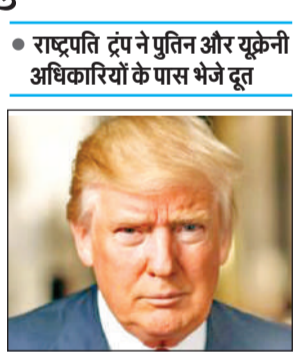 • राष्ट्रपति ट्रंप ने पुतिन और यूक्रेनी
अधिकारियों के पास भेजे दूत